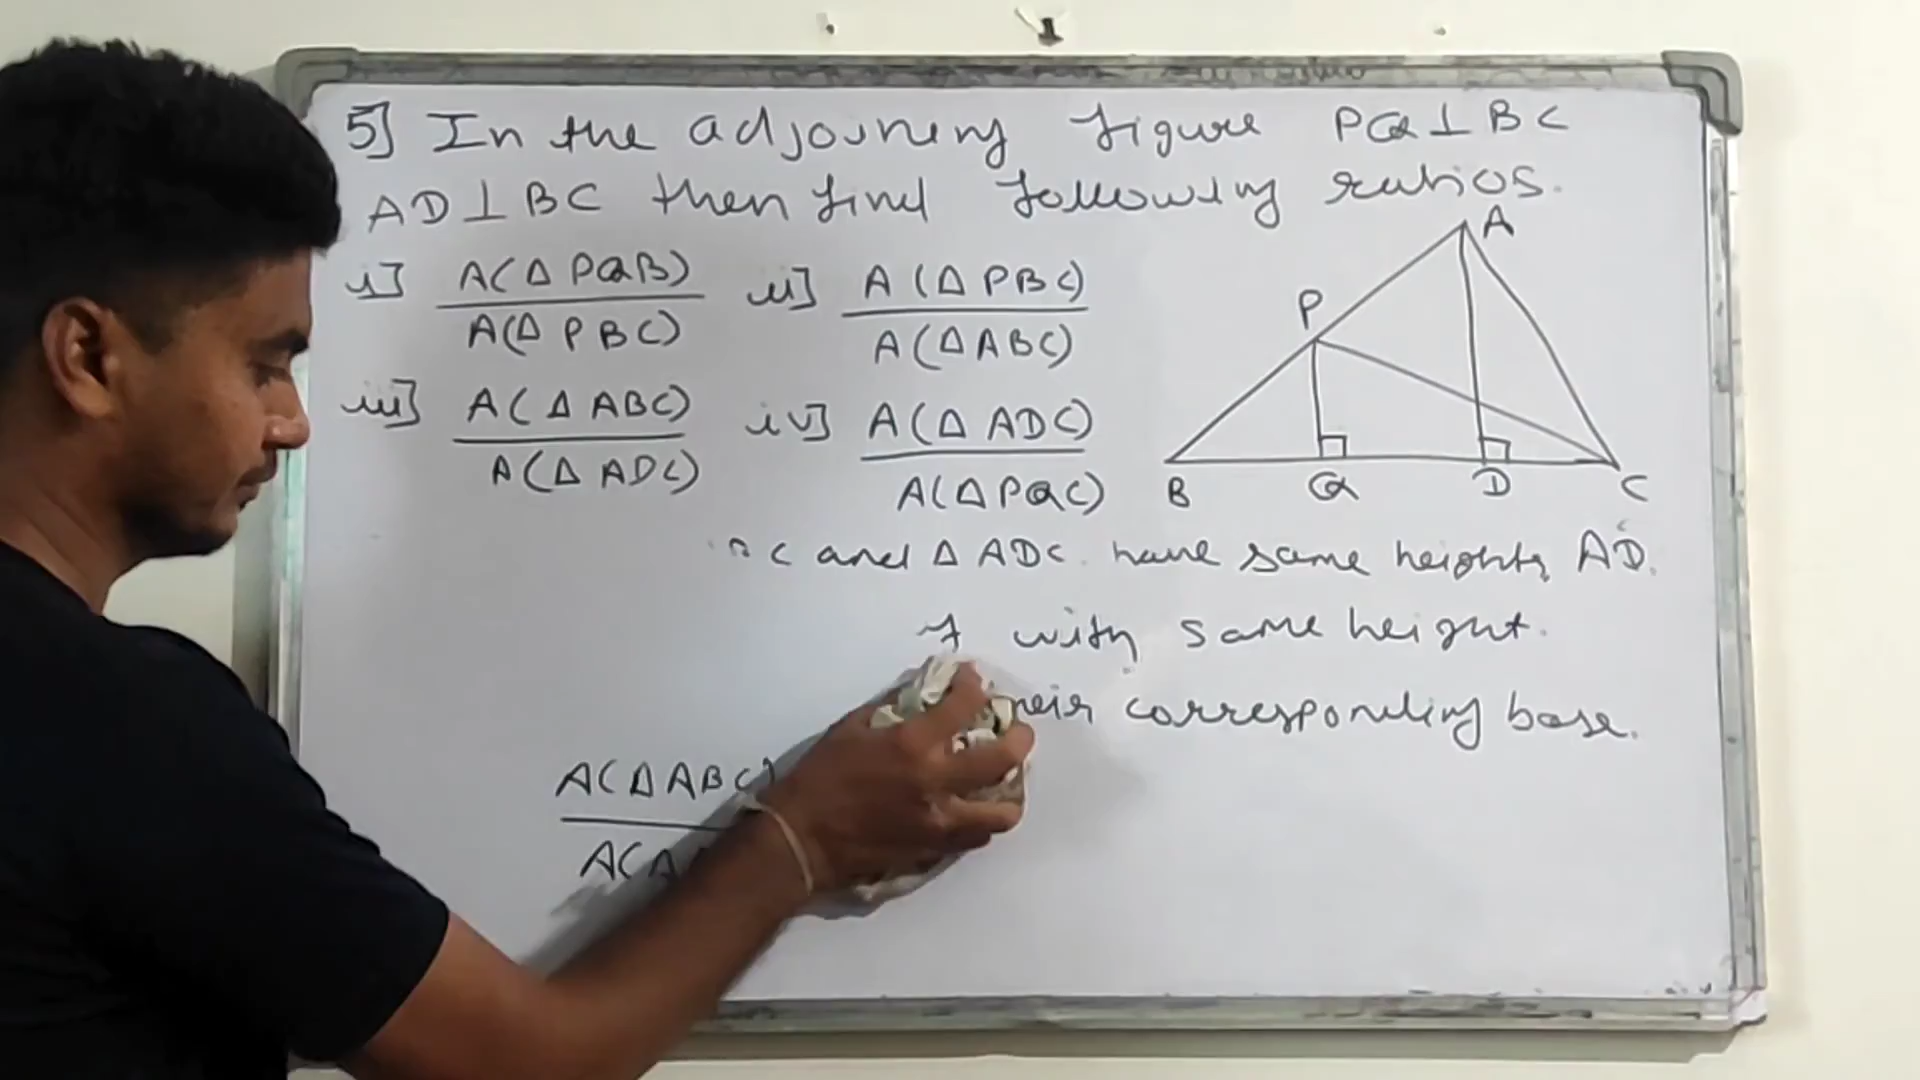 5] In the adjoining figure PQ⊥BC
AD⊥BC then find following ratios.
i] A(Δ PQB)
A(Δ PBC)
ii] A(Δ PBC)
A(Δ ABC)
iii] A(Δ ABC)
A(Δ ADC)
iv] A(Δ ADC)
A(Δ PQC)
A
P
B Q D C
C and Δ ADC have same heights AD.
with same height.
corresponding base.
A(Δ ABC)